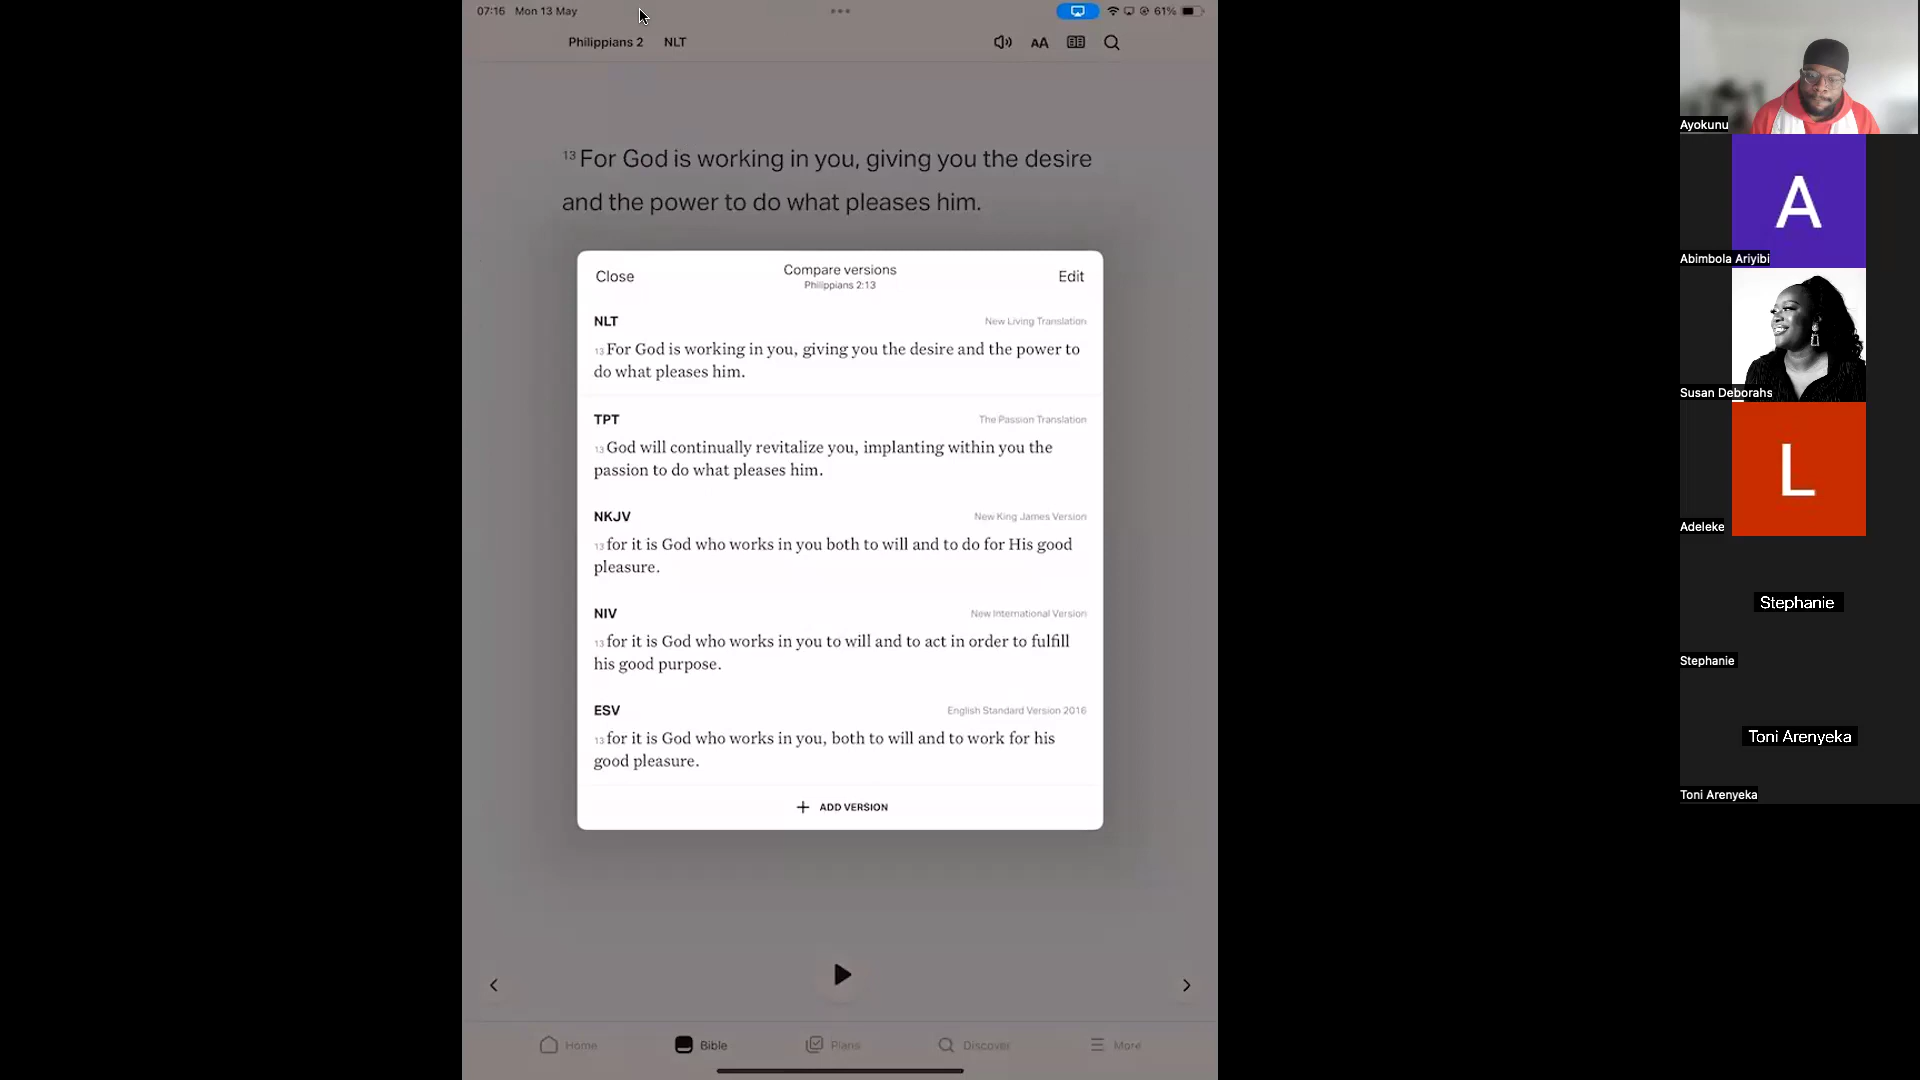 07:16 Mon 13 May
61%
Philippians 2 NLT
AA
13 For God is working in you, giving you the desire
and the power to do what pleases him.
Close
Compare versions
Edit
Philippians 2:13
NLT
New Living Translation
13 For God is working in you, giving you the desire and the power to
do what pleases him.
TPT
The Passion Translation
13 God will continually revitalize you, implanting within you the
passion to do what pleases him.
NKJV
New King James Version
13 for it is God who works in you both to will and to do for His good
pleasure.
NIV
New International Version
13 for it is God who works in you to will and to act in order to fulfill
his good purpose.
ESV
English Standard Version 2016
13 for it is God who works in you, both to will and to work for his
good pleasure.
+ ADD VERSION
Home
Bible
Plans
Discover
More
Ayokunu
A
Abimbola Ariyibi
Susan Deborahs
L
Adeleke
Stephanie
Stephanie
Toni Arenyeka
Toni Arenyeka